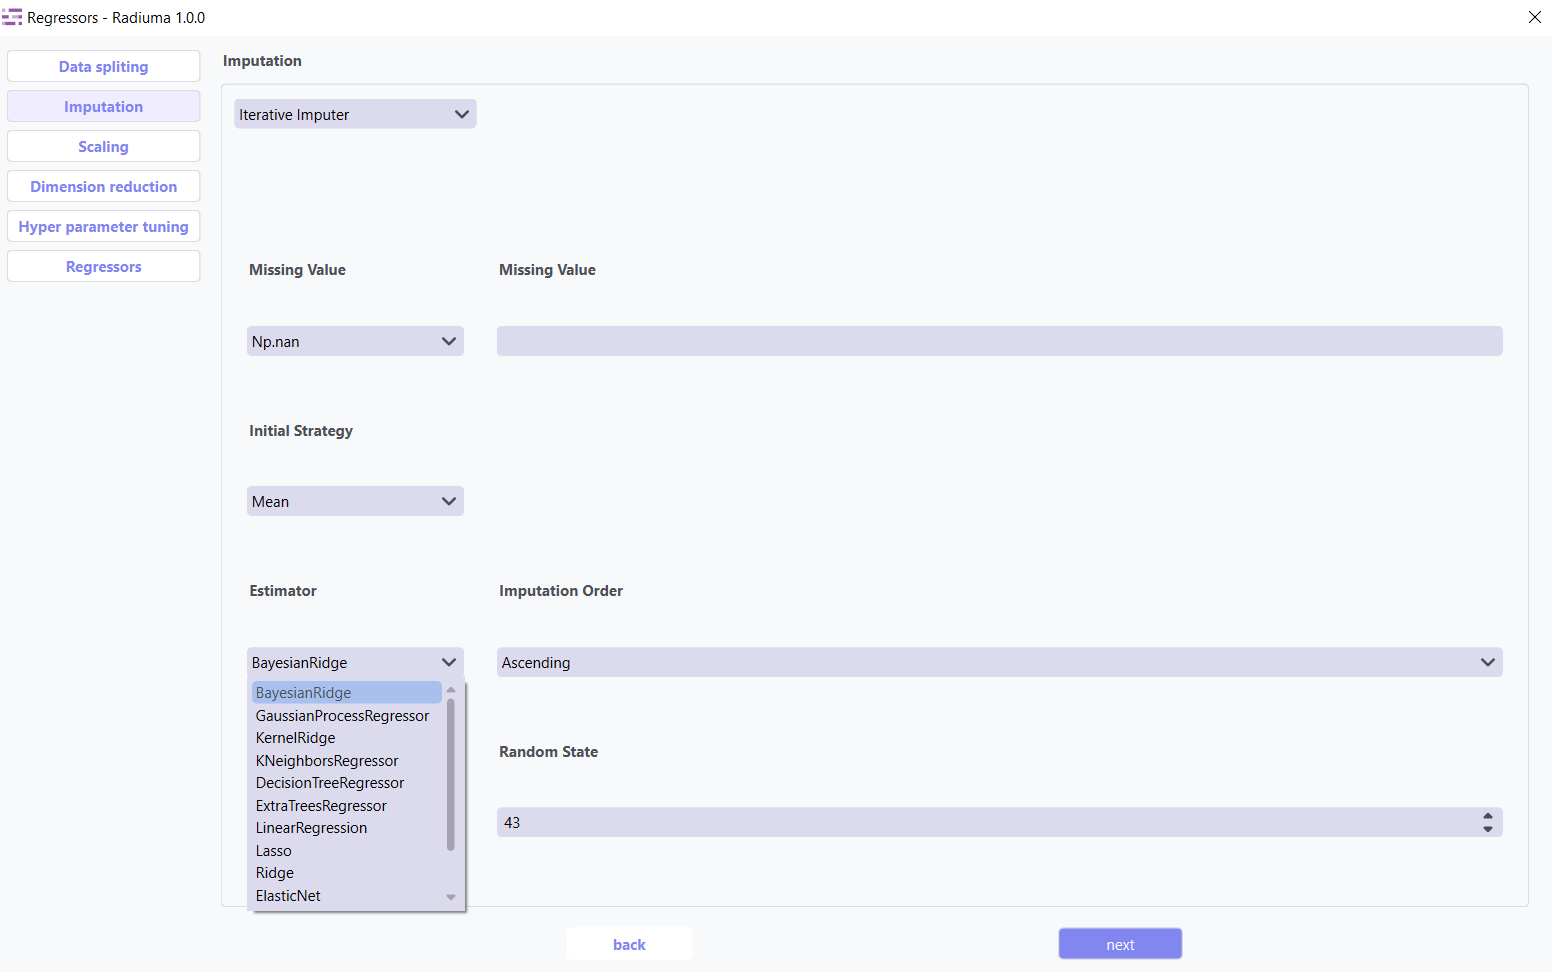 Regressors - Radiuma 1.0.0
Data spliting
Imputation
Scaling
Dimension reduction
Hyper parameter tuning
Regressors
Imputation
Iterative Imputer
Missing Value
Missing Value
Np.nan
Initial Strategy
Mean
Estimator
Imputation Order
BayesianRidge
Ascending
BayesianRidge
GaussianProcessRegressor
KernelRidge
KNeighborsRegressor
DecisionTreeRegressor
ExtraTreesRegressor
LinearRegression
Lasso
Ridge
ElasticNet
Random State
43
back
next